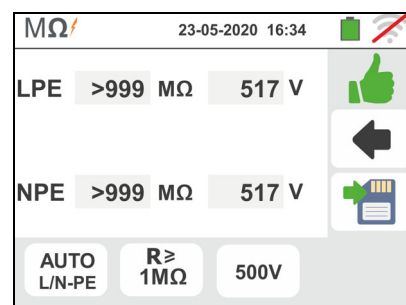 MΩ 23-05-2020 16:34
LPE >999 MΩ 517 V
NPE >999 MΩ 517 V
AUTO R≥ 500V
L/N-PE 1MΩ